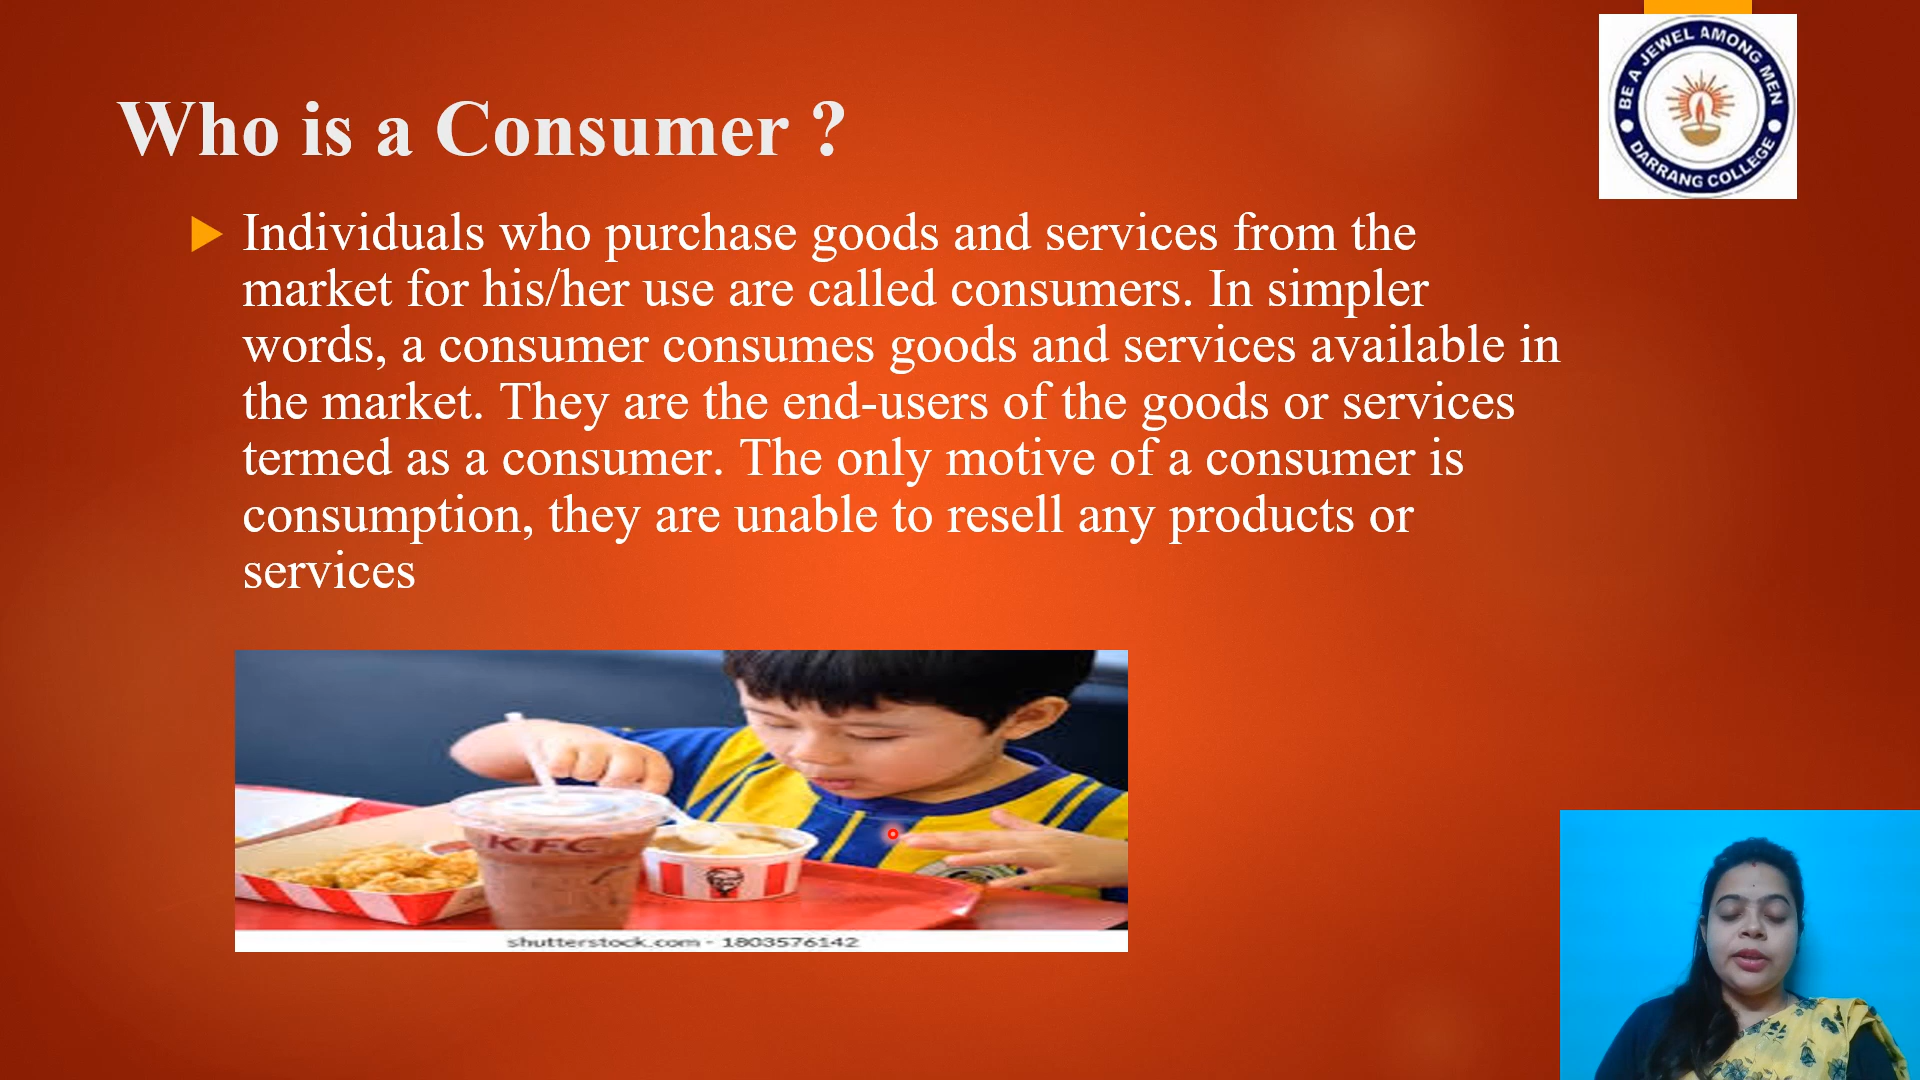 BE A JEWEL AMONG MEN
DARRANG COLLEGE
Who is a Consumer ?
Individuals who purchase goods and services from the
market for his/her use are called consumers. In simpler
words, a consumer consumes goods and services available in
the market. They are the end-users of the goods or services
termed as a consumer. The only motive of a consumer is
consumption, they are unable to resell any products or
services
KFC
shutterstock.com - 1803576142